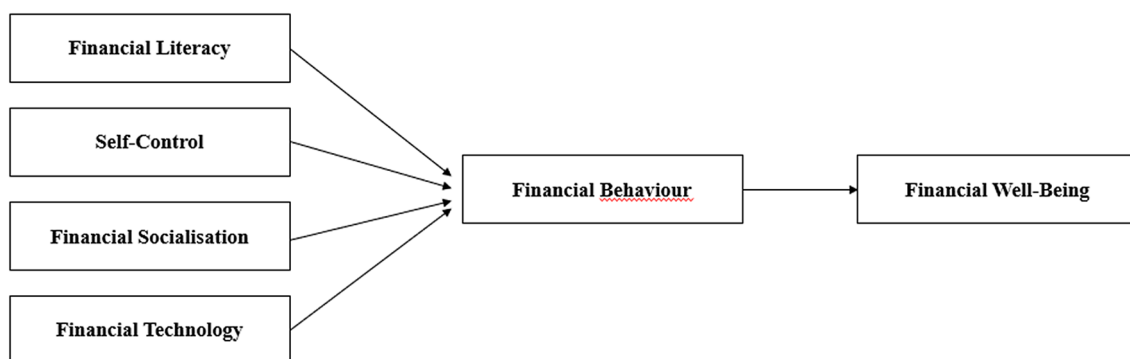 Financial Literacy
Self-Control
Financial Socialisation
Financial Technology
Financial Behaviour
Financial Well-Being